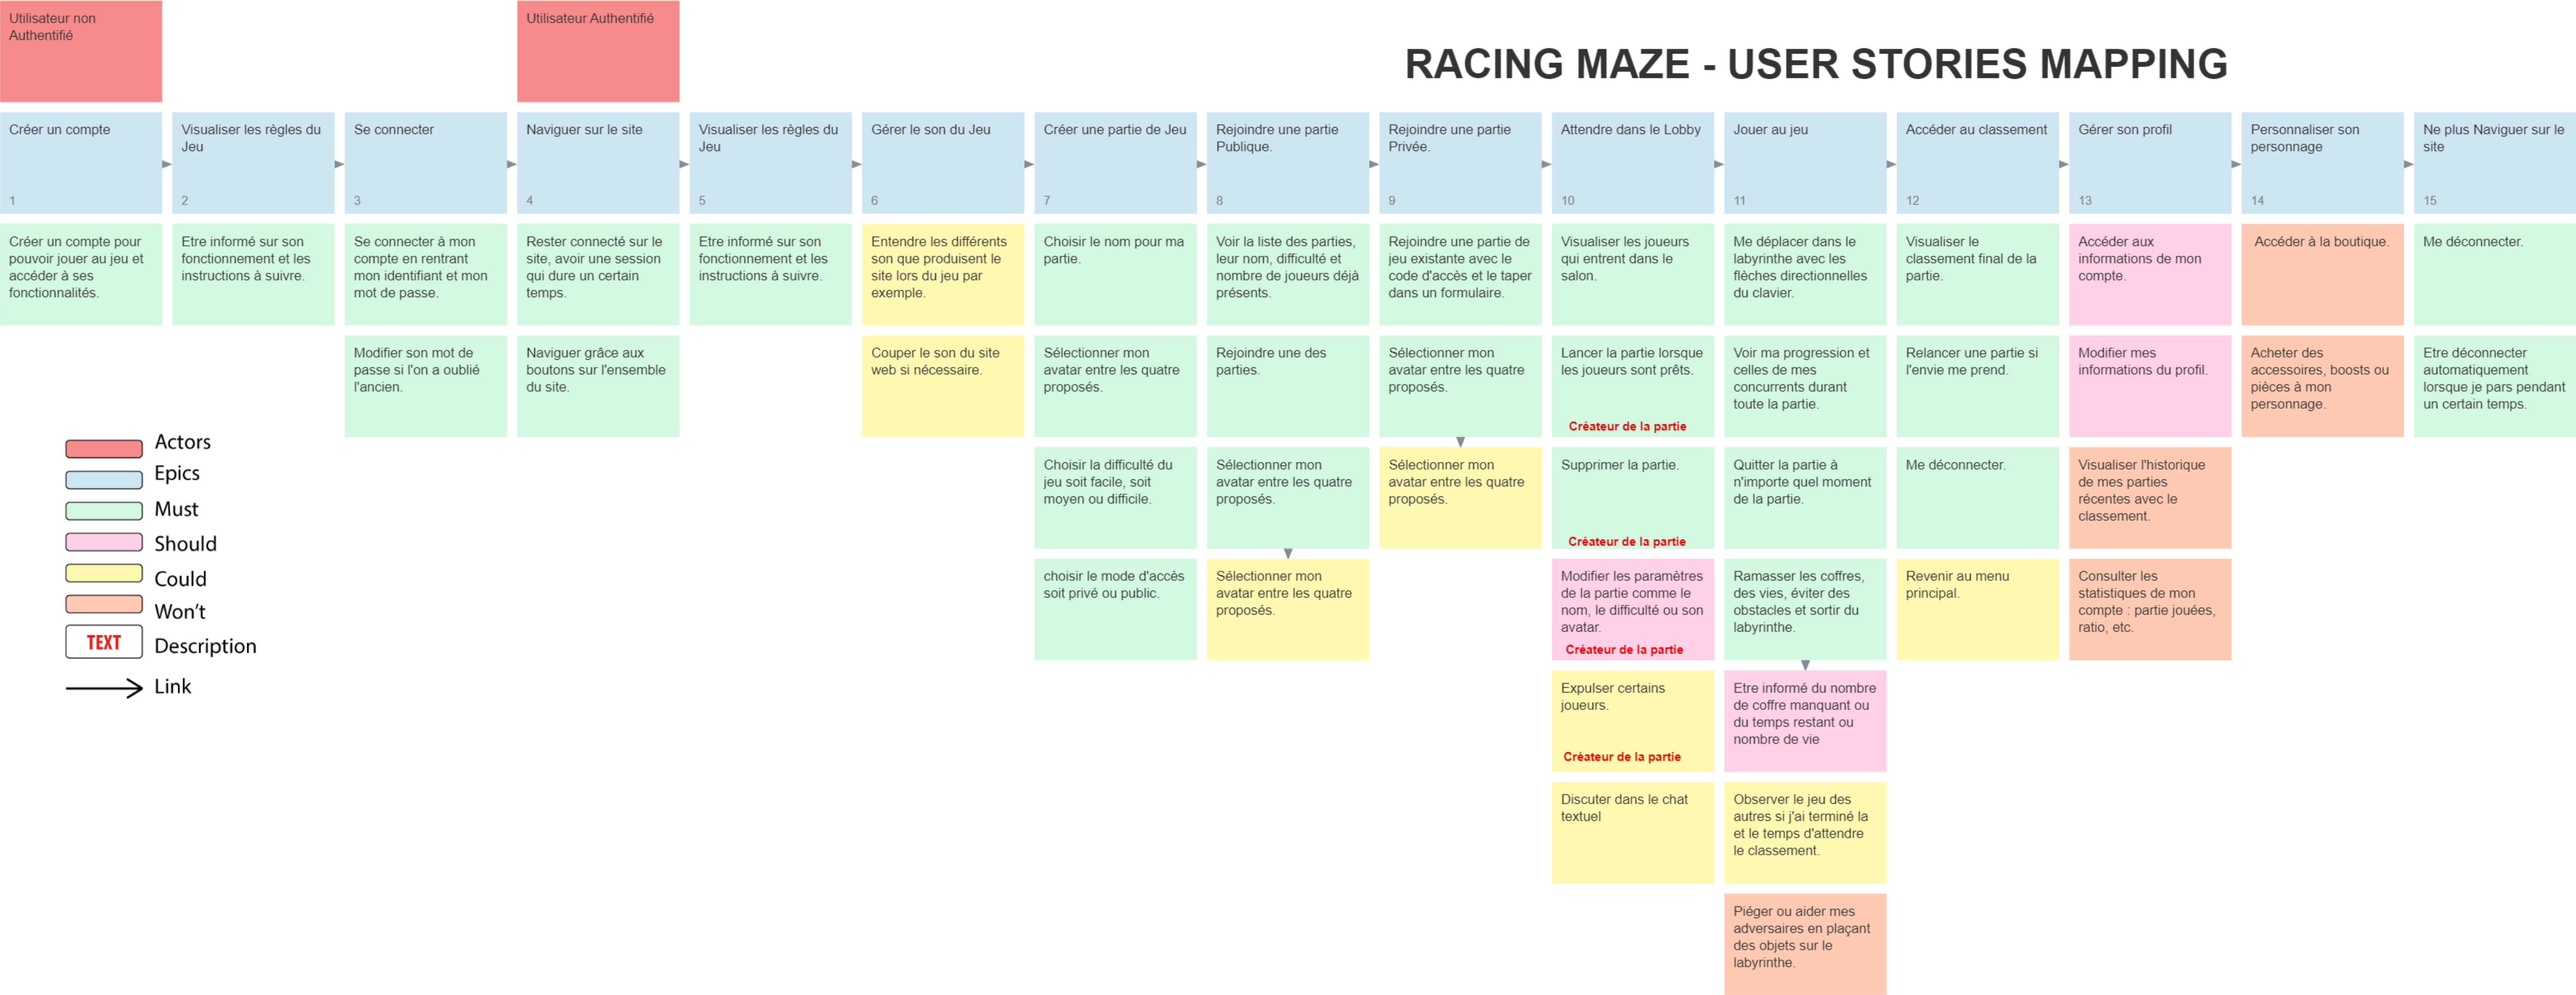 Utilisateur non
Authentifié
Utilisateur Authentifié
RACING MAZE - USER STORIES MAPPING
Créer un compte
1
Visualiser les règles du
Jeu
2
Se connecter
3
Naviguer sur le site
4
Visualiser les règles du
Jeu
5
Gérer le son du Jeu
6
Créer une partie de Jeu
7
Rejoindre une partie
Publique.
8
Rejoindre une partie
Privée.
9
Attendre dans le Lobby
10
Jouer au jeu
11
Accéder au classement
12
Gérer son profil
13
Personnaliser son
personnage
14
Ne plus Naviguer sur le
site
15
Créer un compte pour
pouvoir jouer au jeu et
accéder à ses
fonctionnalités.
Etre informé sur son
fonctionnement et les
instructions à suivre.
Se connecter à mon
compte en rentrant
mon identifiant et mon
mot de passe.
Rester connecté sur le
site, avoir une session
qui dure un certain
temps.
Etre informé sur son
fonctionnement et les
instructions à suivre.
Entendre les différents
son que produisent le
site lors du jeu par
exemple.
Choisir le nom pour ma
partie.
Voir la liste des parties,
leur nom, difficulté et
nombre de joueurs déjà
présents.
Rejoindre une partie de
jeu existante avec le
code d'accès et le taper
dans un formulaire.
Visualiser les joueurs
qui entrent dans le
salon.
Me déplacer dans le
labyrinthe avec les
flèches directionnelles
du clavier.
Visualiser le
classement final de la
partie.
Accéder aux
informations de mon
compte.
Accéder à la boutique.
Me déconnecter.
Modifier son mot de
passe si l'on a oublié
l'ancien.
Naviguer grâce aux
boutons sur l'ensemble
du site.
Couper le son du site
web si nécessaire.
Sélectionner mon
avatar entre les quatre
proposés.
Rejoindre une des
parties.
Sélectionner mon
avatar entre les quatre
proposés.
Lancer la partie lorsque
les joueurs sont prêts.
Créateur de la partie
Voir ma progression et
celles de mes
concurrents durant
toute la partie.
Relancer une partie si
l'envie me prend.
Modifier mes
informations du profil.
Acheter des
accessoires, boosts ou
pièces à mon
personnage.
Etre déconnecter
automatiquement
lorsque je pars pendant
un certain temps.
Choisir la difficulté du
jeu soit facile, soit
moyen ou difficile.
Sélectionner mon
avatar entre les quatre
proposés.
Sélectionner mon
avatar entre les quatre
proposés.
Supprimer la partie.
Créateur de la partie
Quitter la partie à
n'importe quel moment
de la partie.
Me déconnecter.
Visualiser l'historique
de mes parties
récentes avec le
classement.
choisir le mode d'accès
soit privé ou public.
Sélectionner mon
avatar entre les quatre
proposés.
Modifier les paramètres
de la partie comme le
nom, le difficulté ou son
avatar.
Créateur de la partie
Ramasser les coffres,
des vies, éviter des
obstacles et sortir du
labyrinthe.
Revenir au menu
principal.
Consulter les
statistiques de mon
compte : partie jouées,
ratio, etc.
Expulser certains
joueurs.
Créateur de la partie
Etre informé du nombre
de coffre manquant ou
du temps restant ou
nombre de vie
Discuter dans le chat
textuel
Observer le jeu des
autres si j'ai terminé la
et le temps d'attendre
le classement.
Piéger ou aider mes
adversaires en plaçant
des objets sur le
labyrinthe.
Actors
Epics
Must
Should
Could
Won't
TEXT
Description
Link